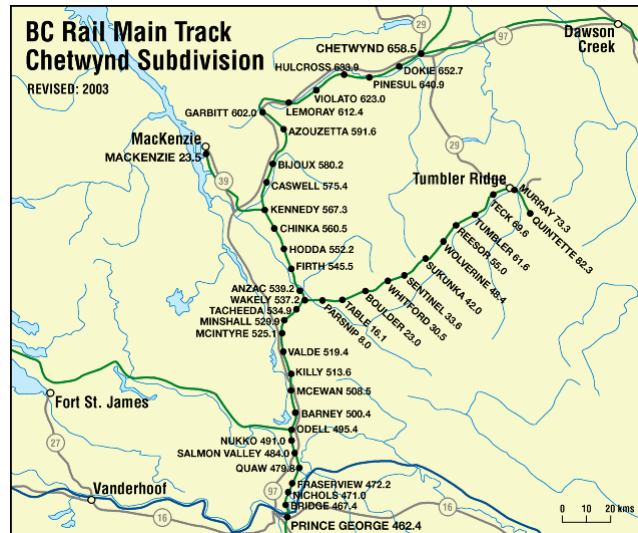 BC Rail Main Track
Chetwynd Subdivision
REVISED: 2003
29
97
Dawson
Creek
CHETWYND 658.5
HULCROSS 633.9
DOKIE 652.7
PINESUL 640.9
VIOLATO 623.0
LEMORAY 612.4
GARBITT 602.0
AZOUZETTA 591.6
MacKenzie
MACKENZIE 23.5
39
29
BIJOUX 580.2
CASWELL 575.4
KENNEDY 567.3
CHINKA 560.5
HODDA 552.2
FIRTH 545.5
Tumbler Ridge
MURRAY 73.3
QUINTETTE 82.3
TECK 69.6
TUMBLER 61.6
REESOR 55.0
WOLVERINE 48.4
SUKUNKA 42.0
SENTINEL 33.6
WHITFORD 30.5
BOULDER 23.0
TABLE 16.1
PARSNIP 8.0
ANZAC 539.2
WAKELY 537.2
TACHEEDA 534.9
MINSHALL 529.9
MCINTYRE 525.1
VALDE 519.4
KILLY 513.6
MCEWAN 508.5
BARNEY 500.4
ODELL 495.4
NUKKO 491.0
SALMON VALLEY 484.0
QUAW 479.8
Fort St. James
27
Vanderhoof
16
97
FRASERVIEW 472.2
NICHOLS 471.0
BRIDGE 467.4
PRINCE GEORGE 462.4
16
0 10 20 kms